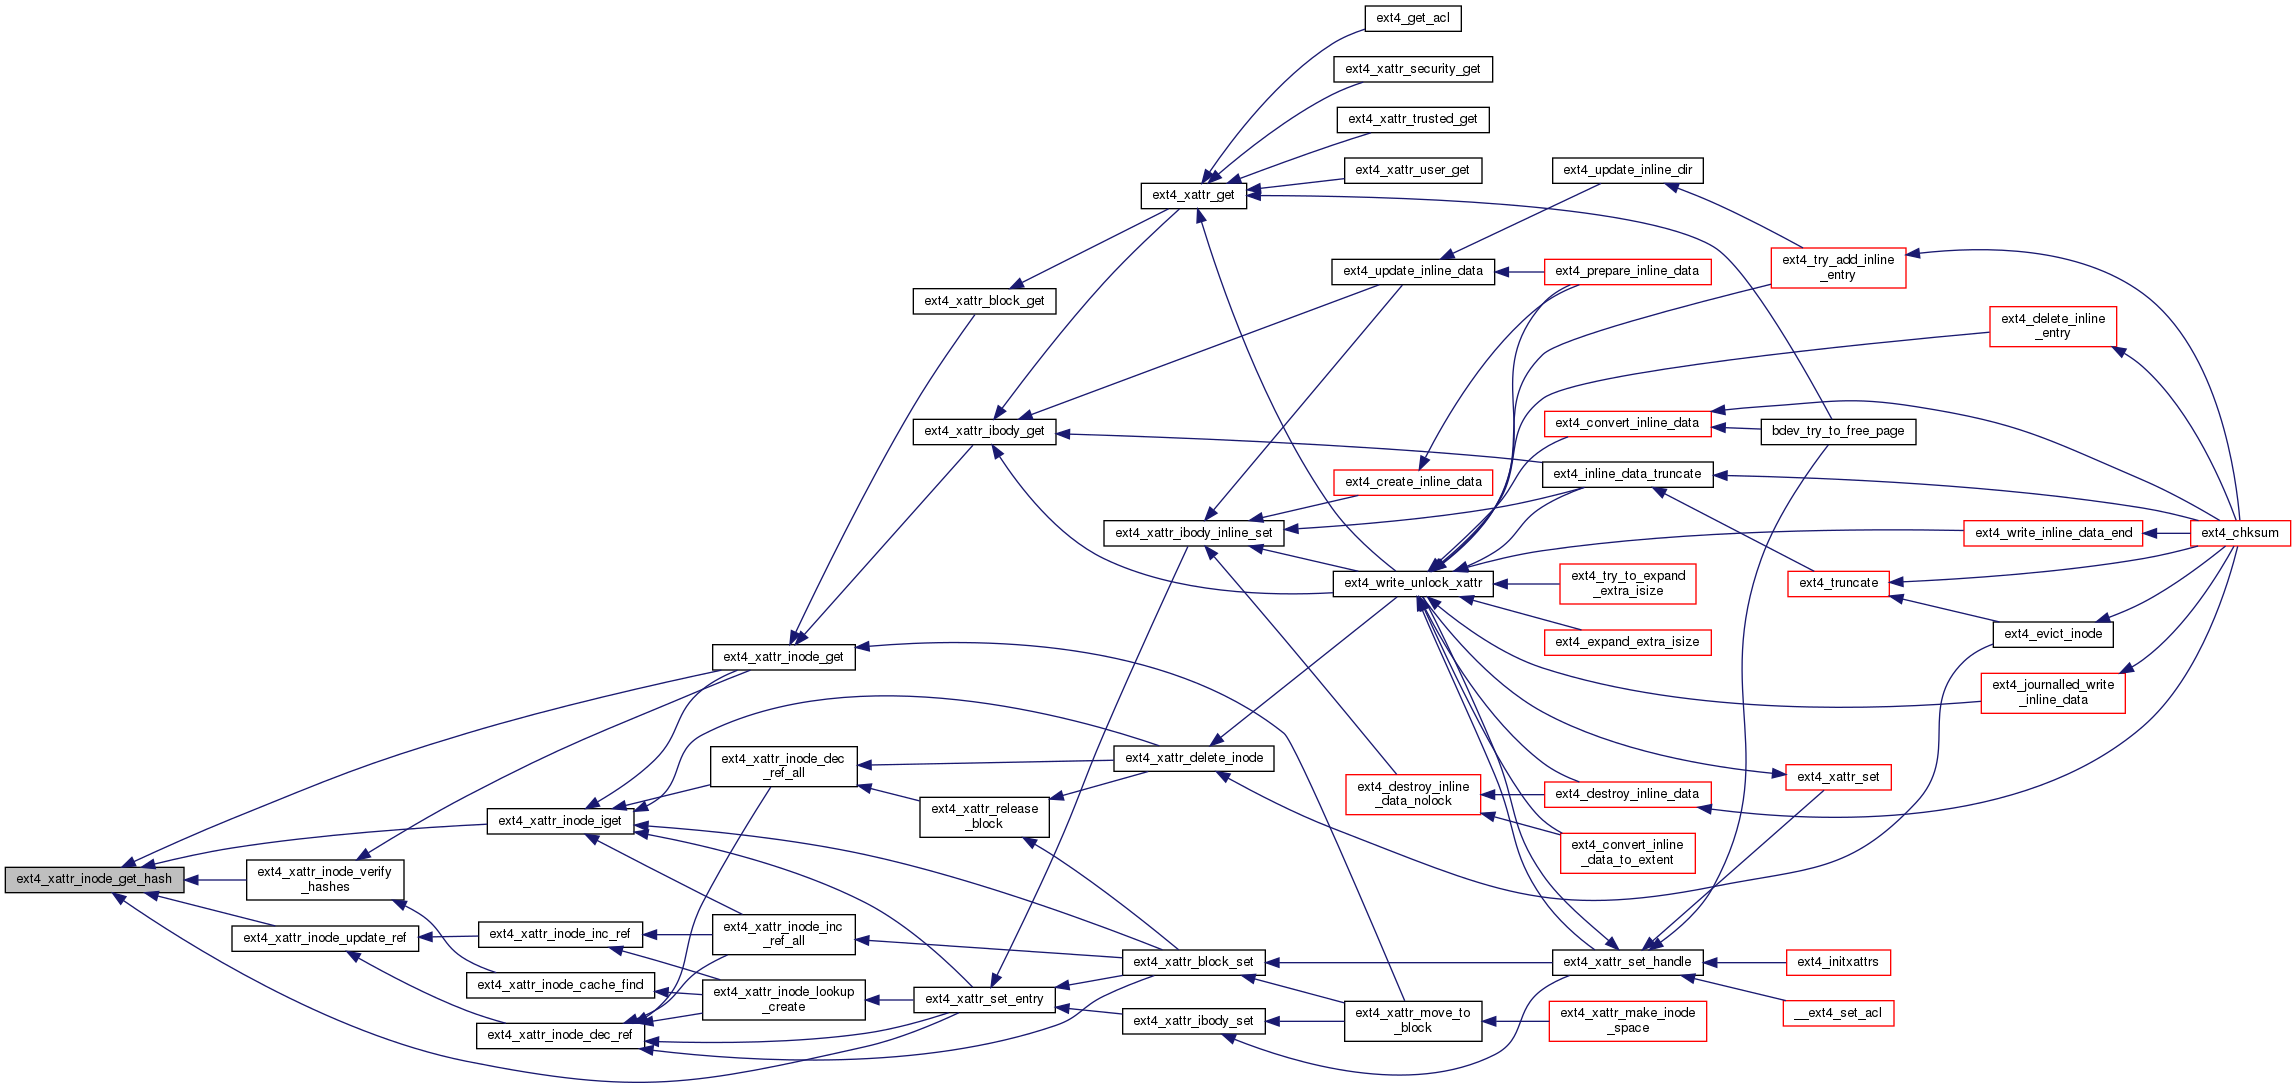 ext4_get_acl
ext4_xattr_security_get
ext4_xattr_trusted_get
ext4_xattr_user_get
ext4_update_inline_dir
ext4_xattr_get
ext4_update_inline_data
ext4_prepare_inline_data
ext4_try_add_inline
_entry
ext4_xattr_block_get
ext4_delete_inline
_entry
ext4_xattr_ibody_get
ext4_convert_inline_data
bdev_try_to_free_page
ext4_create_inline_data
ext4_inline_data_truncate
ext4_xattr_ibody_inline_set
ext4_write_inline_data_end
ext4_chksum
ext4_write_unlock_xattr
ext4_try_to_expand
_extra_isize
ext4_truncate
ext4_expand_extra_isize
ext4_evict_inode
ext4_xattr_inode_get
ext4_journalled_write
_inline_data
ext4_xattr_inode_dec
_ref_all
ext4_xattr_delete_inode
ext4_xattr_set
ext4_destroy_inline
_data_nolock
ext4_destroy_inline_data
ext4_xattr_inode_iget
ext4_xattr_release
_block
ext4_convert_inline
_data_to_extent
ext4_xattr_inode_get_hash
ext4_xattr_inode_verify
_hashes
ext4_xattr_inode_update_ref
ext4_xattr_inode_inc_ref
ext4_xattr_inode_inc
_ref_all
ext4_xattr_block_set
ext4_xattr_set_handle
ext4_initxattrs
ext4_xattr_inode_cache_find
ext4_xattr_inode_lookup
_create
ext4_xattr_set_entry
ext4_xattr_ibody_set
ext4_xattr_move_to
_block
ext4_xattr_make_inode
_space
__ext4_set_acl
ext4_xattr_inode_dec_ref